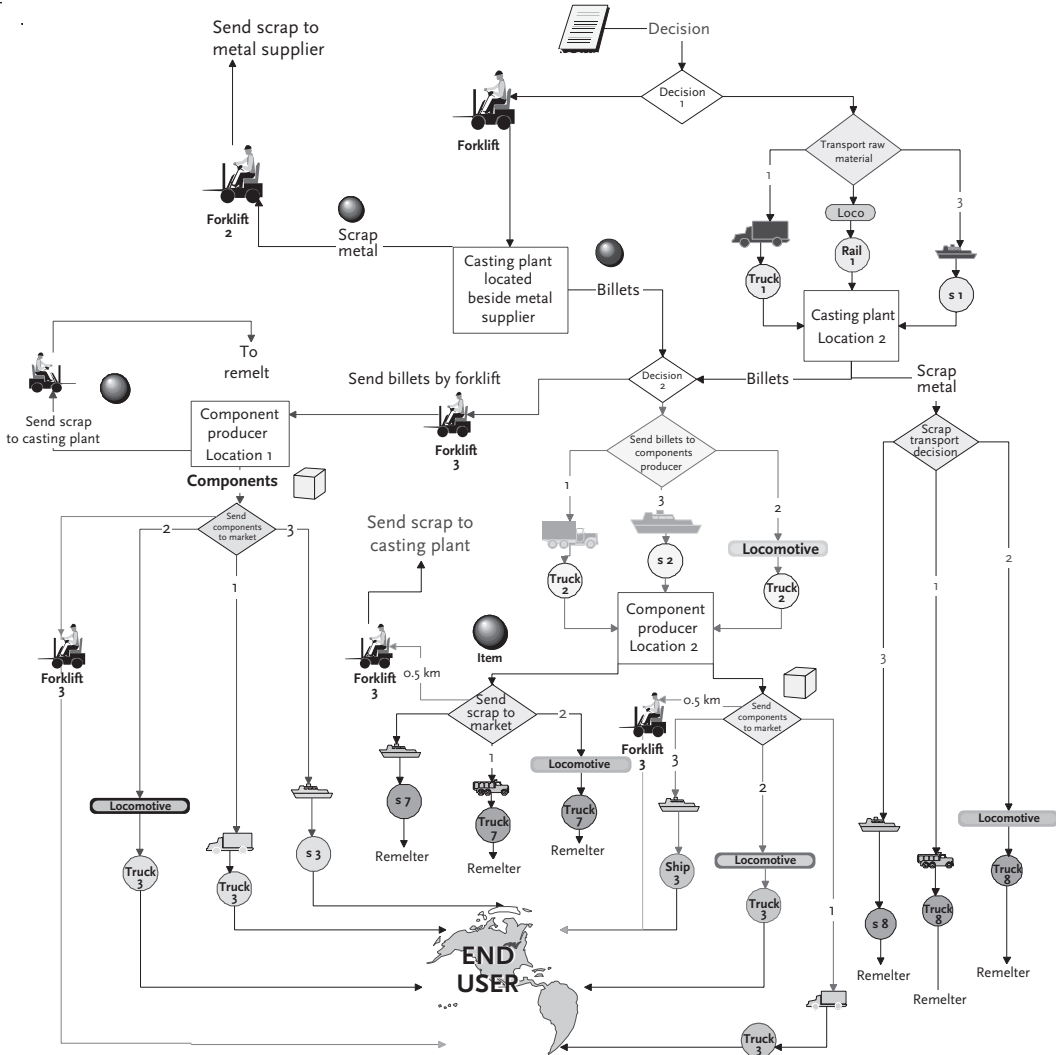 Send scrap to
metal supplier
Decision
Decision
1
Forklift
Transport raw
material
1
3
Loco
Forklift
2
Scrap
metal
Rail
1
Truck
1
s 1
Casting plant
located
beside metal
supplier
Billets
Casting plant
Location 2
To
remelt
Send billets by forklift
Decision
2
Billets
Scrap
metal
Send scrap
to casting plant
Component
producer
Location 1
Forklift
3
Send billets to
components
producer
Scrap
transport
decision
Components
1
3
2
Send
components
to market
2
3
1
Send scrap to
casting plant
Locomotive
s 2
Truck
2
Truck
2
2
1
3
Component
producer
Location 2
Item
Forklift
3
Forklift
3
0.5 km
Send
scrap to
market
2
1
0.5 km
Send
components
to market
Forklift
3
3
2
1
Locomotive
Locomotive
s 7
Truck
7
Truck
7
Remelter
Remelter
Remelter
s 3
Truck
3
Truck
3
Ship
3
Locomotive
Truck
3
Locomotive
Truck
8
Truck
8
s 8
Remelter
Remelter
Remelter
END
USER
Truck
3